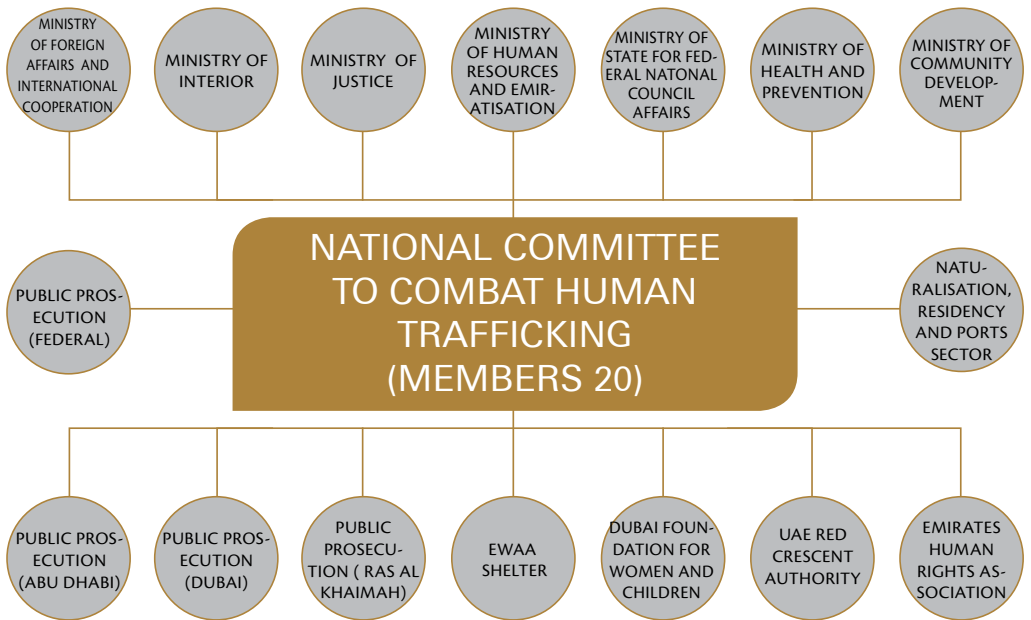 MINISTRY
OF FOREIGN
AFFAIRS AND
INTERNATIONAL
COOPERATION
MINISTRY OF
INTERIOR
MINISTRY OF
JUSTICE
MINISTRY
OF HUMAN
RESOURCES
AND EMIR-
ATISATION
MINISTRY OF
STATE FOR FED-
ERAL NATONAL
COUNCIL
AFFAIRS
MINISTRY OF
HEALTH AND
PREVENTION
MINISTRY OF
COMMUNITY
DEVELOP-
MENT
PUBLIC PROS-
ECUTION
(FEDERAL)
NATIONAL COMMITTEE
TO COMBAT HUMAN
TRAFFICKING
(MEMBERS 20)
NATU-
RALISATION,
RESIDENCY
AND PORTS
SECTOR
PUBLIC PROS-
ECUTION
(ABU DHABI)
PUBLIC PROS-
ECUTION
(DUBAI)
PUBLIC
PROSECU-
TION ( RAS AL
KHAIMAH)
EWAA
SHELTER
DUBAI FOUN-
DATION FOR
WOMEN AND
CHILDREN
UAE RED
CRESCENT
AUTHORITY
EMIRATES
HUMAN
RIGHTS AS-
SOCIATION